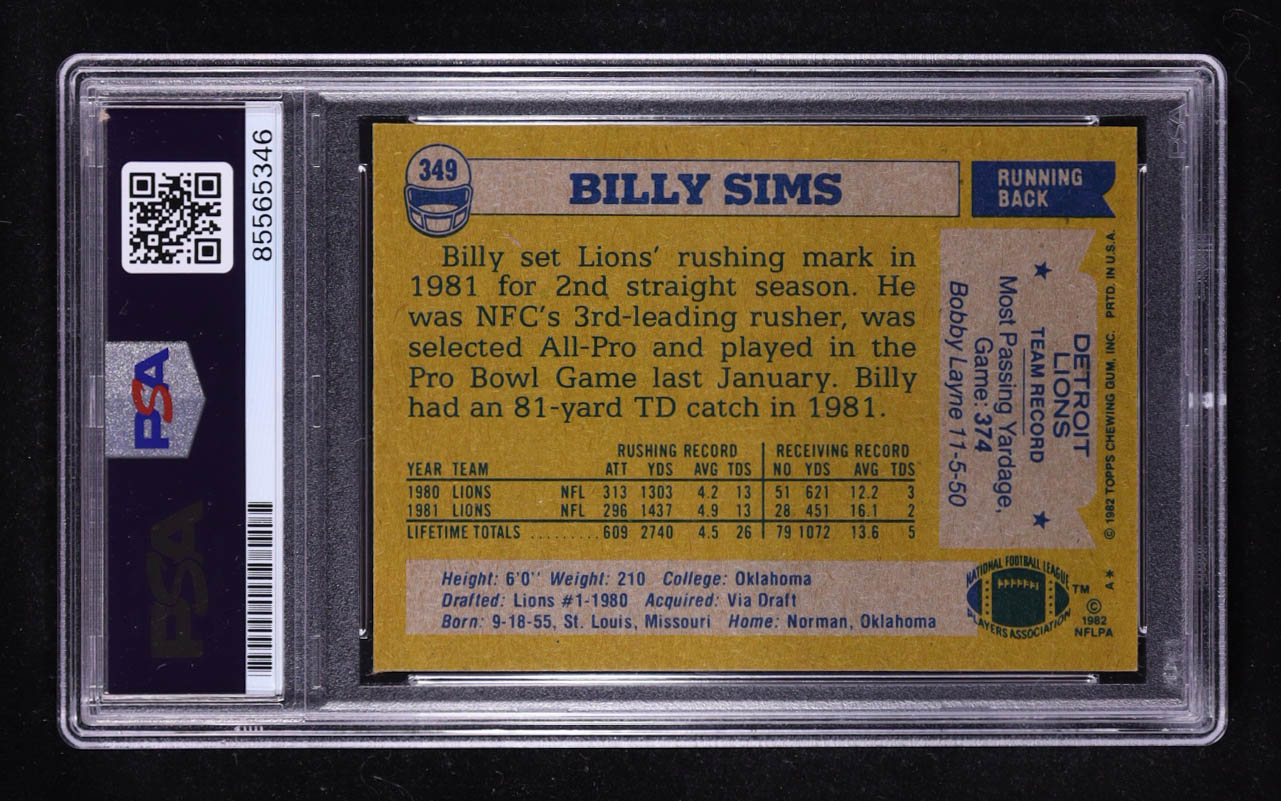 85565346
PSA
PSA
349
BILLY SIMS
RUNNING
BACK
Billy set Lions' rushing mark in
1981 for 2nd straight season. He
was NFC's 3rd-leading rusher, was
selected All-Pro and played in the
Pro Bowl Game last January. Billy
had an 81-yard TD catch in 1981.
RUSHING RECORD RECEIVING RECORD
YEAR TEAM ATT YDS AVG TDS NO YDS AVG TDS
1980 LIONS NFL 313 1303 4.2 13 51 621 12.2 3
1981 LIONS NFL 296 1437 4.9 13 28 451 16.1 2
LIFETIME TOTALS ......... 609 2740 4.5 26 79 1072 13.6 5
Height: 6'0'' Weight: 210 College: Oklahoma
Drafted: Lions #1-1980 Acquired: Via Draft
Born: 9-18-55, St. Louis, Missouri Home: Norman, Oklahoma
DETROIT
LIONS
TEAM RECORD
Most Passing Yardage,
Game: 374
Bobby Layne 11-5-50
© 1982 TOPPS CHEWING GUM, INC. PRTD. IN U.S.A.
A*
NATIONAL FOOTBALL LEAGUE
PLAYERS ASSOCIATION
TM
©
1982
NFLPA